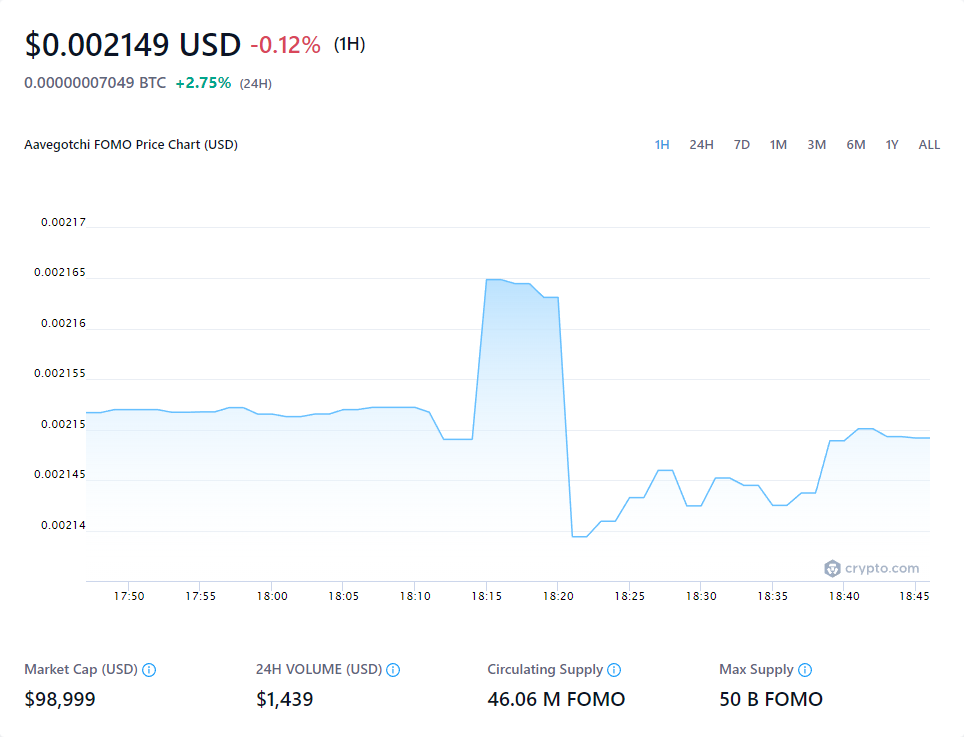 $0.002149 USD -0.12% (1H)
0.00000007049 BTC +2.75% (24H)
Aavegotchi FOMO Price Chart (USD) 1H 24H 7D 1M 3M 6M 1Y ALL
0.00217
0.002165
0.00216
0.002155
0.00215
0.002145
0.00214
crypto.com
17:50 17:55 18:00 18:05 18:10 18:15 18:20 18:25 18:30 18:35 18:40 18:45
Market Cap (USD) 24H VOLUME (USD) Circulating Supply Max Supply
$98,999 $1,439 46.06 M FOMO 50 B FOMO